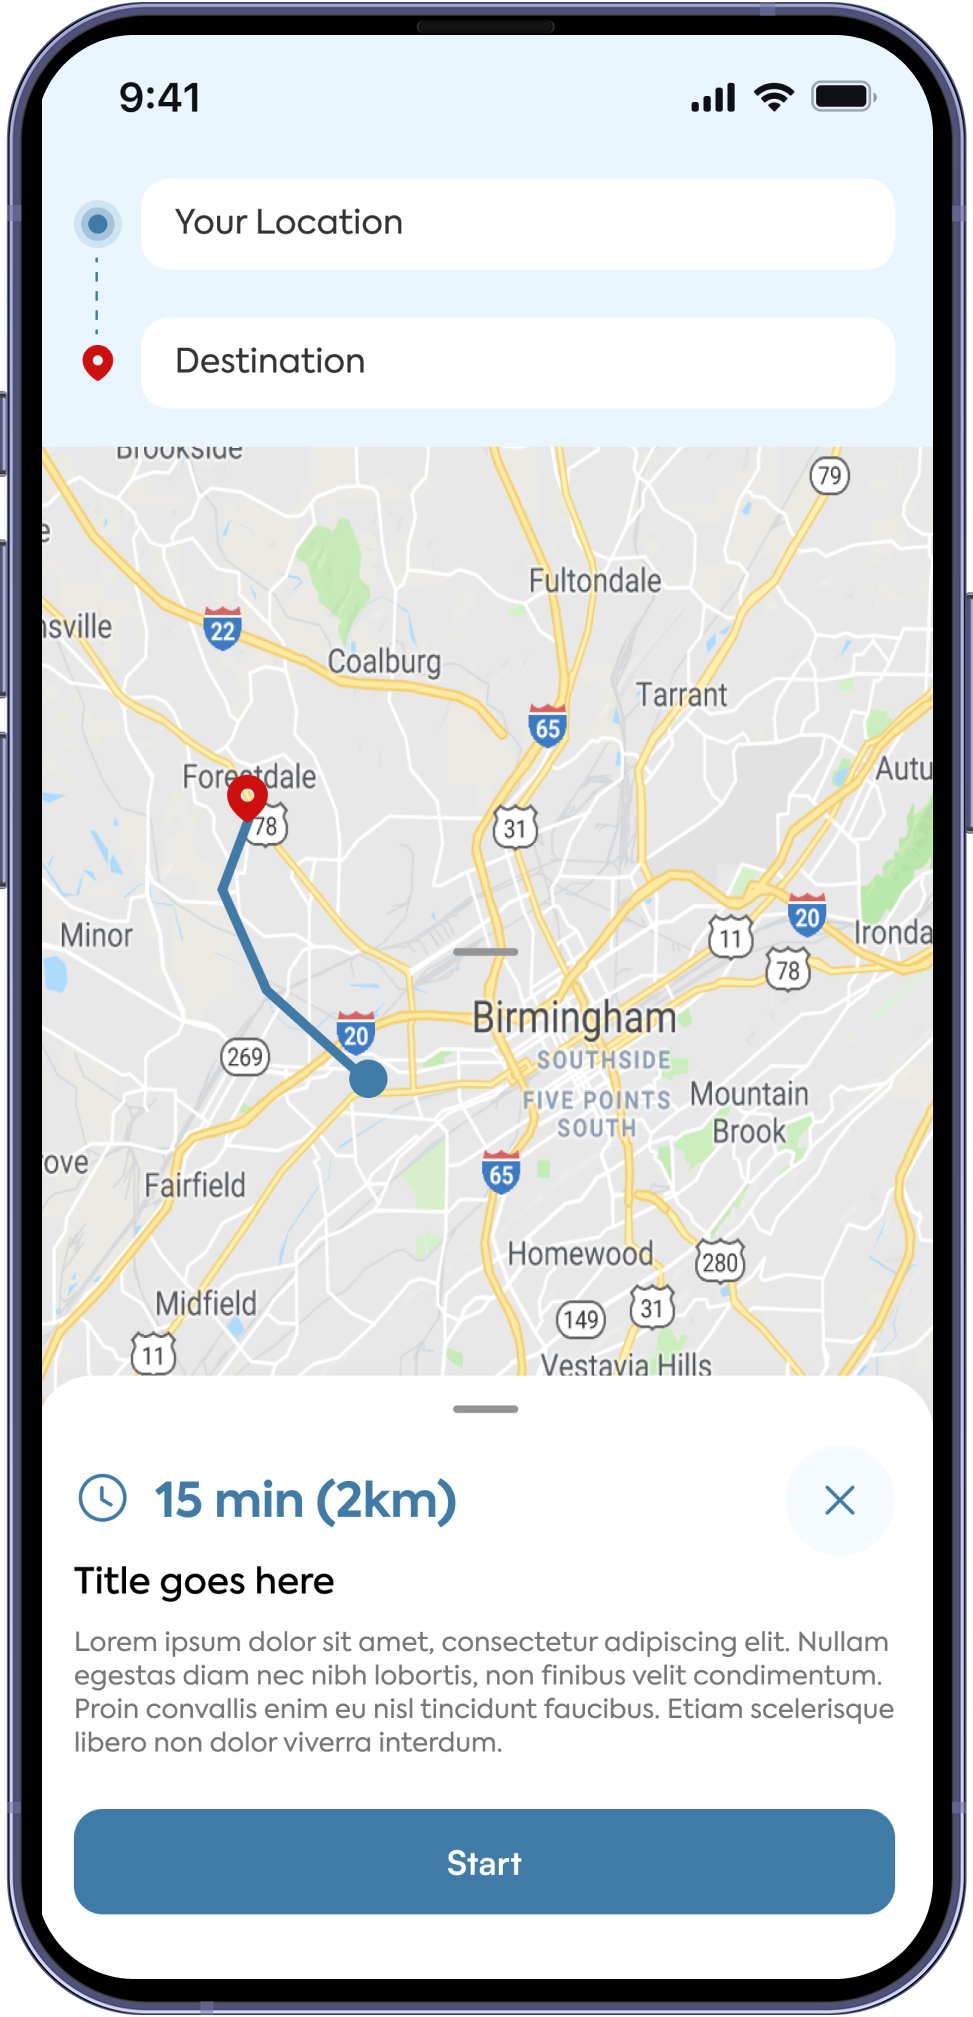 9:41
Your Location
Destination
Brookside
79
e
nsville
22
Fultondale
Coalburg
Tarrant
65
Forestdale
Autu
78
31
Minor
20
11
Ironda
78
Birmingham
20
269
SOUTHSIDE
FIVE POINTS
SOUTH
Mountain
Brook
ove
65
Fairfield
Homewood
280
Midfield
149
31
11
Vestavia Hills
15 min (2km)
Title goes here
Lorem ipsum dolor sit amet, consectetur adipiscing elit. Nullam
egestas diam nec nibh lobortis, non finibus velit condimentum.
Proin convallis enim eu nisl tincidunt faucibus. Etiam scelerisque
libero non dolor viverra interdum.
Start